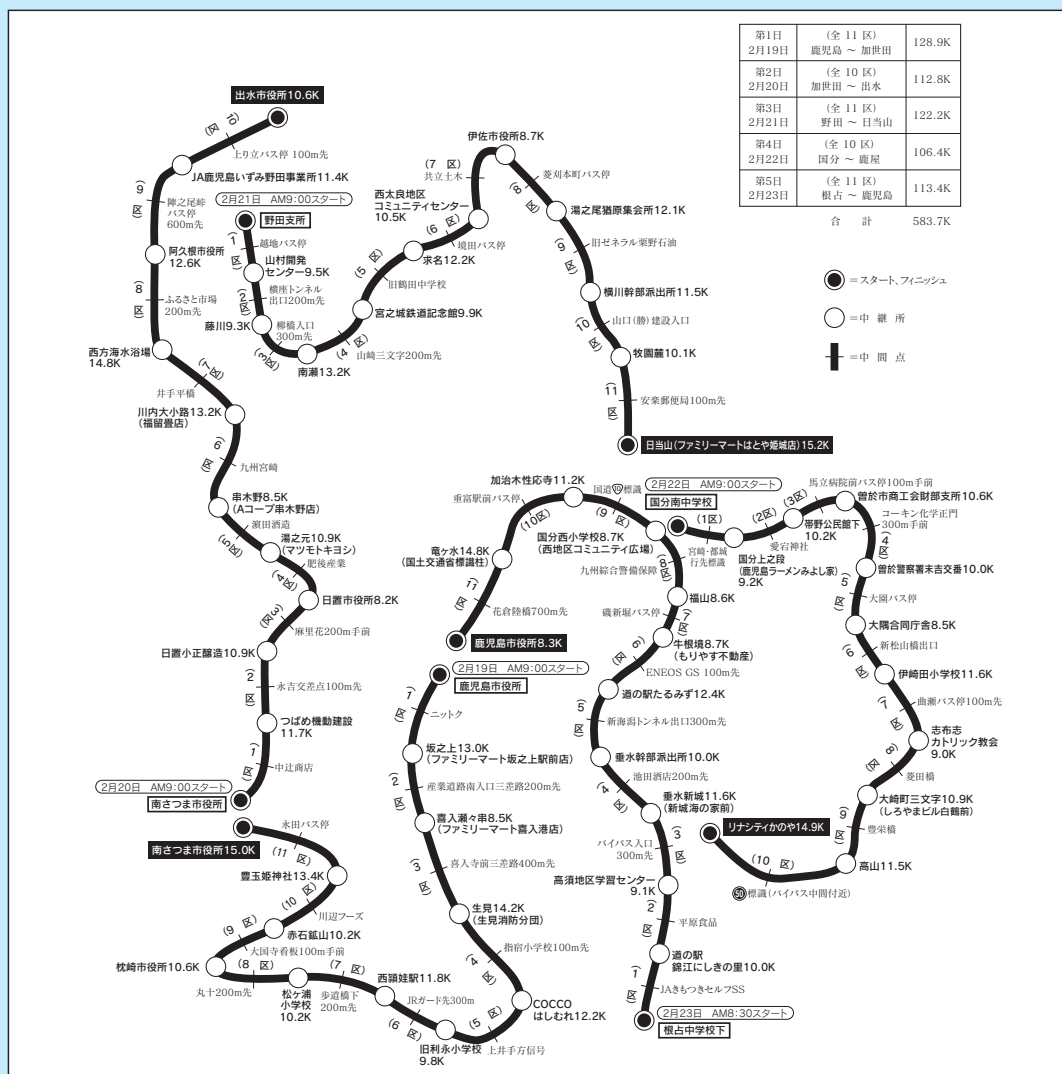 第1日
2月19日
(全 11 区)
鹿児島 ～ 加世田
128.9K
第2日
2月20日
(全 10 区)
加世田 ～ 出水
112.8K
第3日
2月21日
(全 11 区)
野田 ～ 日当山
122.2K
第4日
2月22日
(全 10 区)
国分 ～ 鹿屋
106.4K
第5日
2月23日
(全 11 区)
根占 ～ 鹿児島
113.4K
合 計
583.7K
=スタート、フィニッシュ
=中 継 所
=中 間 点
出水市役所10.6K
(10区)
上り立バス停 100m先
JA鹿児島いずみ野田事業所11.4K
(9区)
陣之尾峠
バス停
600m先
阿久根市役所
12.6K
(8区)
ふるさと市場
200m先
西方海水浴場
14.8K
(7区)
井手平橋
川内大小路13.2K
(福留畳店)
(6区)
九州宮崎
串木野8.5K
(Aコープ串木野店)
(5区)
濵田酒造
湯之元10.9K
(マツモトキヨシ)
(4区)
肥後産業
日置市役所8.2K
(3区)
麻里花200m手前
日置小正醸造10.9K
(2区)
永吉交差点100m先
つばめ機動建設
11.7K
(1区)
中辻商店
2月20日 AM9:00スタート
南さつま市役所
2月21日 AM9:00スタート
野田支所
(1区)
越地バス停
山村開発
センター9.5K
(2区)
横座トンネル
出口200m先
藤川9.3K
柳橋入口
300m先
(3区)
南瀬13.2K
(4区)
山崎三文字200m先
宮之城鉄道記念館9.9K
(5区)
旧鶴田中学校
求名12.2K
(6区)
境田バス停
西太良地区
コミュニティセンター
10.5K
(7 区)
共立土木
伊佐市役所8.7K
(8区)
菱刈本町バス停
湯之尾猶原集会所12.1K
(9区)
旧ゼネラル栗野石油
横川幹部派出所11.5K
(10区)
山口(勝)建設入口
牧園麓10.1K
(11区)
安楽郵便局100m先
日当山(ファミリーマートはとや姫城店)15.2K
2月22日 AM9:00スタート
国分南中学校
(1区)
宮崎・都城
行先標識
国分上之段
(鹿児島ラーメンみよし家)
9.2K
(2区)
愛宕神社
帯野公民館下
10.2K
(3区)
馬立病院前バス停100m手前
曽於市商工会財部支所10.6K
コーキン化学正門
300m手前
(4区)
曽於警察署末吉交番10.0K
(5区)
大園バス停
大隅合同庁舎8.5K
(6区)
新松山橋出口
伊崎田小学校11.6K
(7区)
曲瀬バス停100m先
志布志
カトリック教会
9.0K
(8区)
菱田橋
大崎町三文字10.9K
(しろやまビル白鶴前)
(9区)
豊栄橋
高山11.5K
(10 区)
50標識(バイパス中間付近)
リナシティかのや14.9K
加治木性応寺11.2K
国道10標識
(9区)
国分西小学校8.7K
(西地区コミュニティ広場)
重富駅前バス停
(10区)
竜ヶ水14.8K
(国土交通省標識柱)
(11区)
花倉陸橋700m先
鹿児島市役所8.3K
九州綜合警備保障
(8区)
福山8.6K
磯新堀バス停
(7区)
牛根境8.7K
(もりやす不動産)
(6区)
ENEOS GS 100m先
道の駅たるみず12.4K
(5区)
新海潟トンネル出口300m先
垂水幹部派出所10.0K
(4区)
池田酒店200m先
垂水新城11.6K
(新城海の家前)
バイパス入口
300m先
(3区)
高須地区学習センター
9.1K
(2区)
平原食品
道の駅
錦江にしきの里10.0K
(1区)
JAきもつきセルフSS
2月23日 AM8:30スタート
根占中学校下
2月19日 AM9:00スタート
鹿児島市役所
(1区)
ニットク
坂之上13.0K
(ファミリーマート坂之上駅前店)
(2区)
産業道路南入口三差路200m先
喜入瀬々串8.5K
(ファミリーマート喜入港店)
(3区)
喜入寺前三差路400m先
生見14.2K
(生見消防分団)
(4区)
指宿小学校100m先
COCCO
はしむれ12.2K
(5区)
上井手方信号
旧利永小学校
9.8K
(6区)
JRガード先300m
西頴娃駅11.8K
(7区)
歩道橋下
200m先
松ヶ浦
小学校
10.2K
(8 区)
丸十200m先
枕崎市役所10.6K
(9 区)
大国寺看板100m手前
赤石鉱山10.2K
(10区)
川辺フーズ
豊玉姫神社13.4K
(11 区)
永田バス停
南さつま市役所15.0K